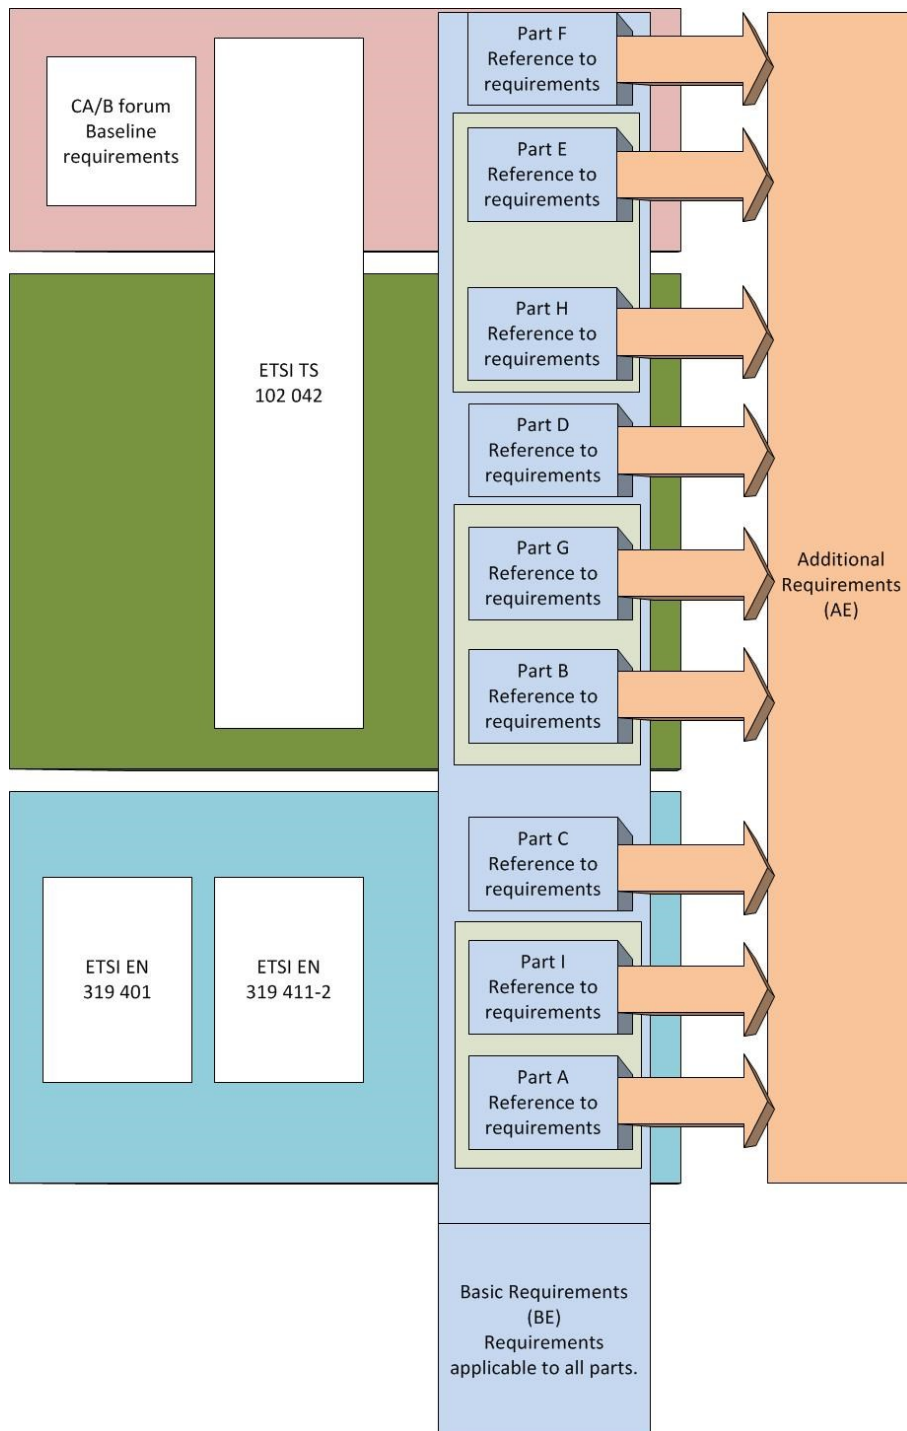 Part F
Reference to
requirements
CA/B forum
Baseline
requirements
Part E
Reference to
requirements
Part H
Reference to
requirements
ETSI TS
102 042
Part D
Reference to
requirements
Part G
Reference to
requirements
Additional
Requirements
(AE)
Part B
Reference to
requirements
Part C
Reference to
requirements
ETSI EN
319 401
ETSI EN
319 411-2
Part I
Reference to
requirements
Part A
Reference to
requirements
Basic Requirements
(BE)
Requirements
applicable to all parts.